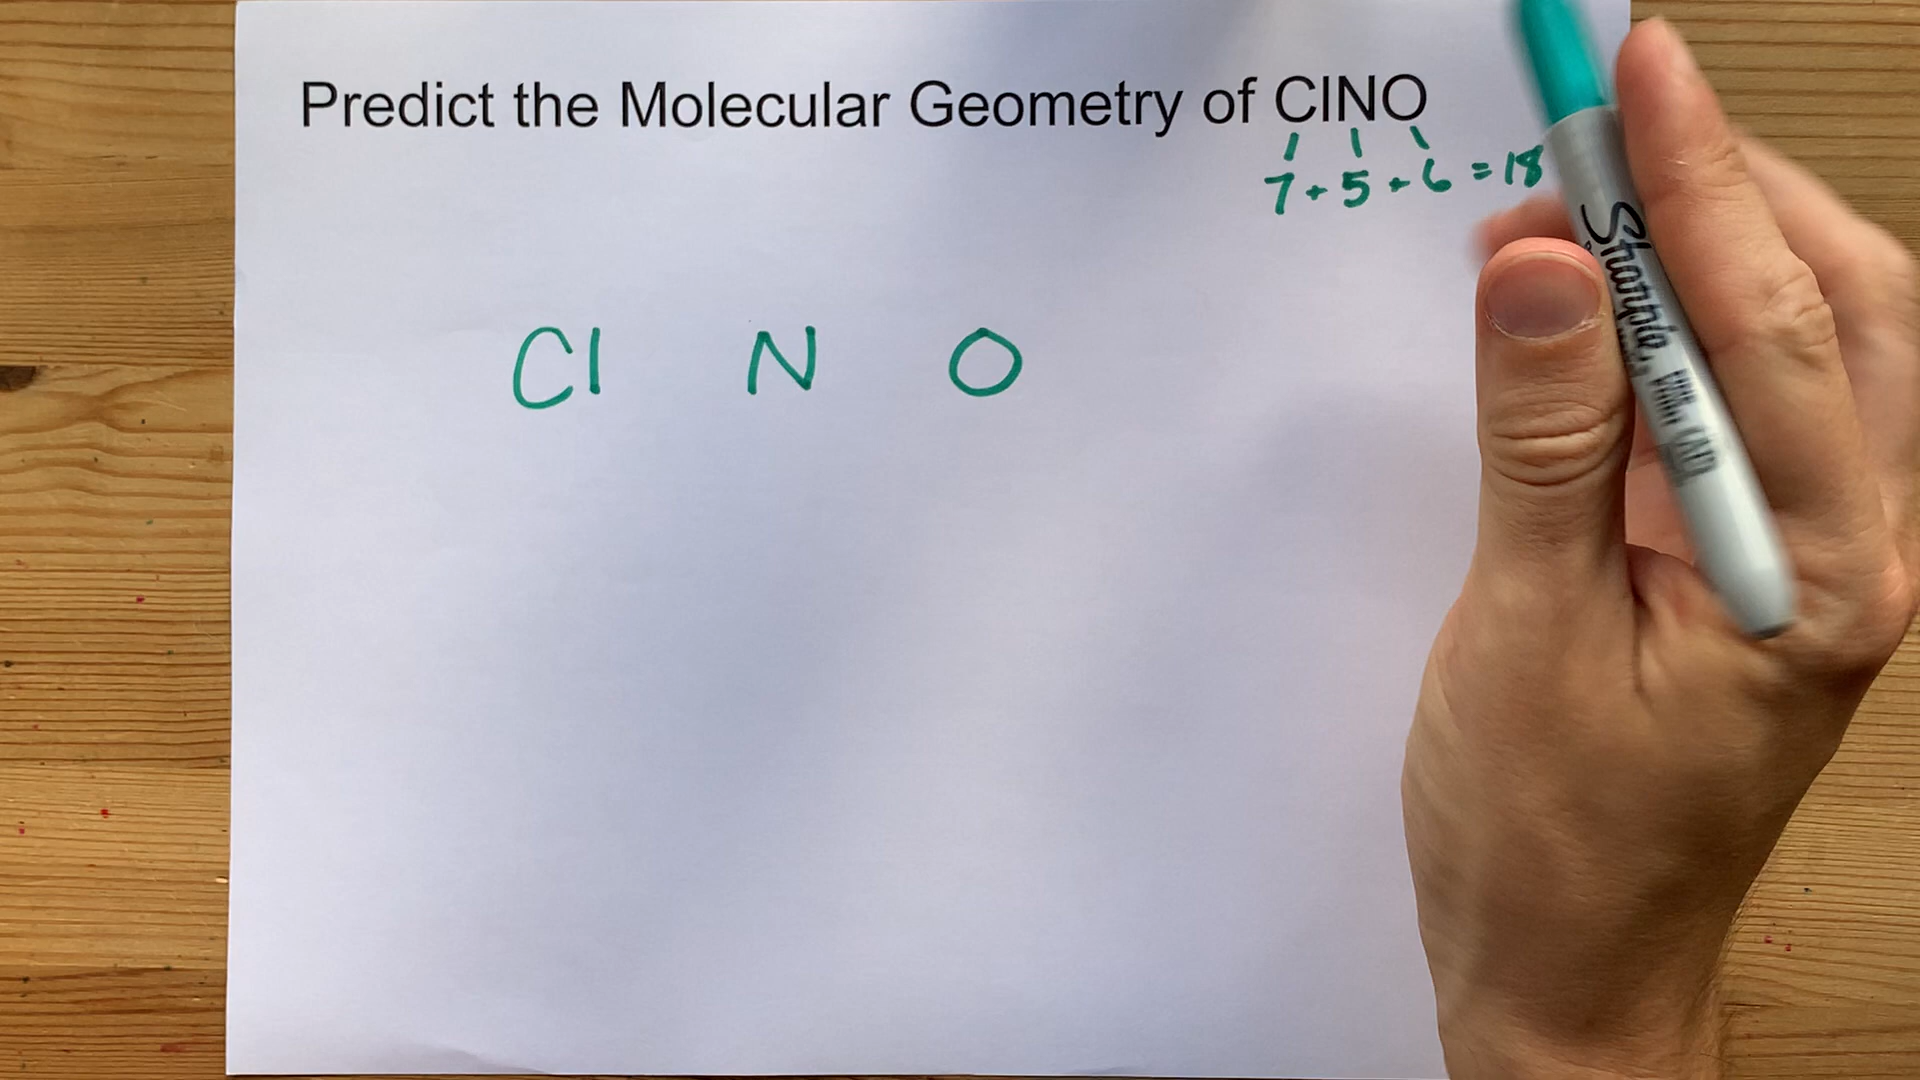 Predict the Molecular Geometry of ClNO
7+5+6=18
Cl N O
Sharpie